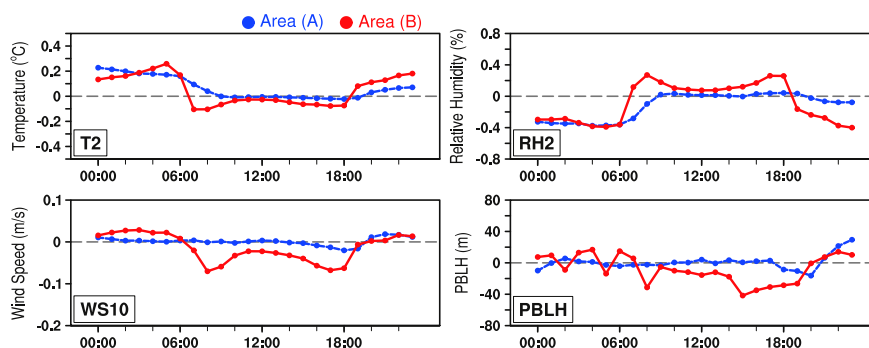 Area (A) Area (B)
Temperature (°C)
0.4
0.2
0
-0.2
-0.4
T2
00:00 06:00 12:00 18:00
Relative Humidity (%)
0.8
0.4
0
-0.4
-0.8
RH2
00:00 06:00 12:00 18:00
Wind Speed (m/s)
0.1
0
-0.1
-0.2
WS10
00:00 06:00 12:00 18:00
PBLH (m)
80
40
0
-40
-80
PBLH
00:00 06:00 12:00 18:00